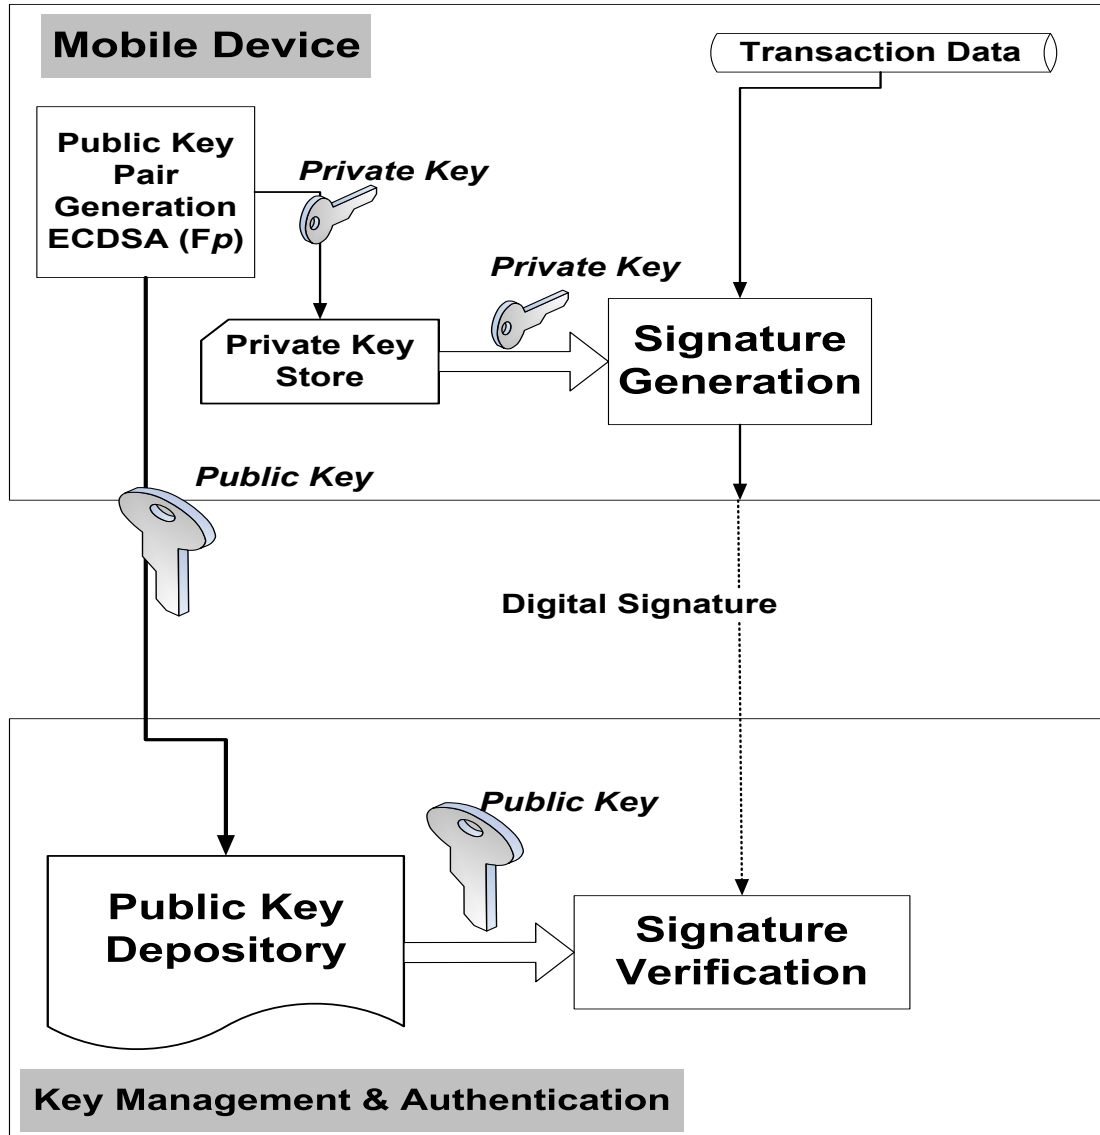 Mobile Device
Transaction Data
Public Key
Pair
Generation
ECDSA (Fp)
Private Key
Private Key
Private Key
Store
Signature
Generation
Public Key
Digital Signature
Public Key
Public Key
Depository
Signature
Verification
Key Management & Authentication